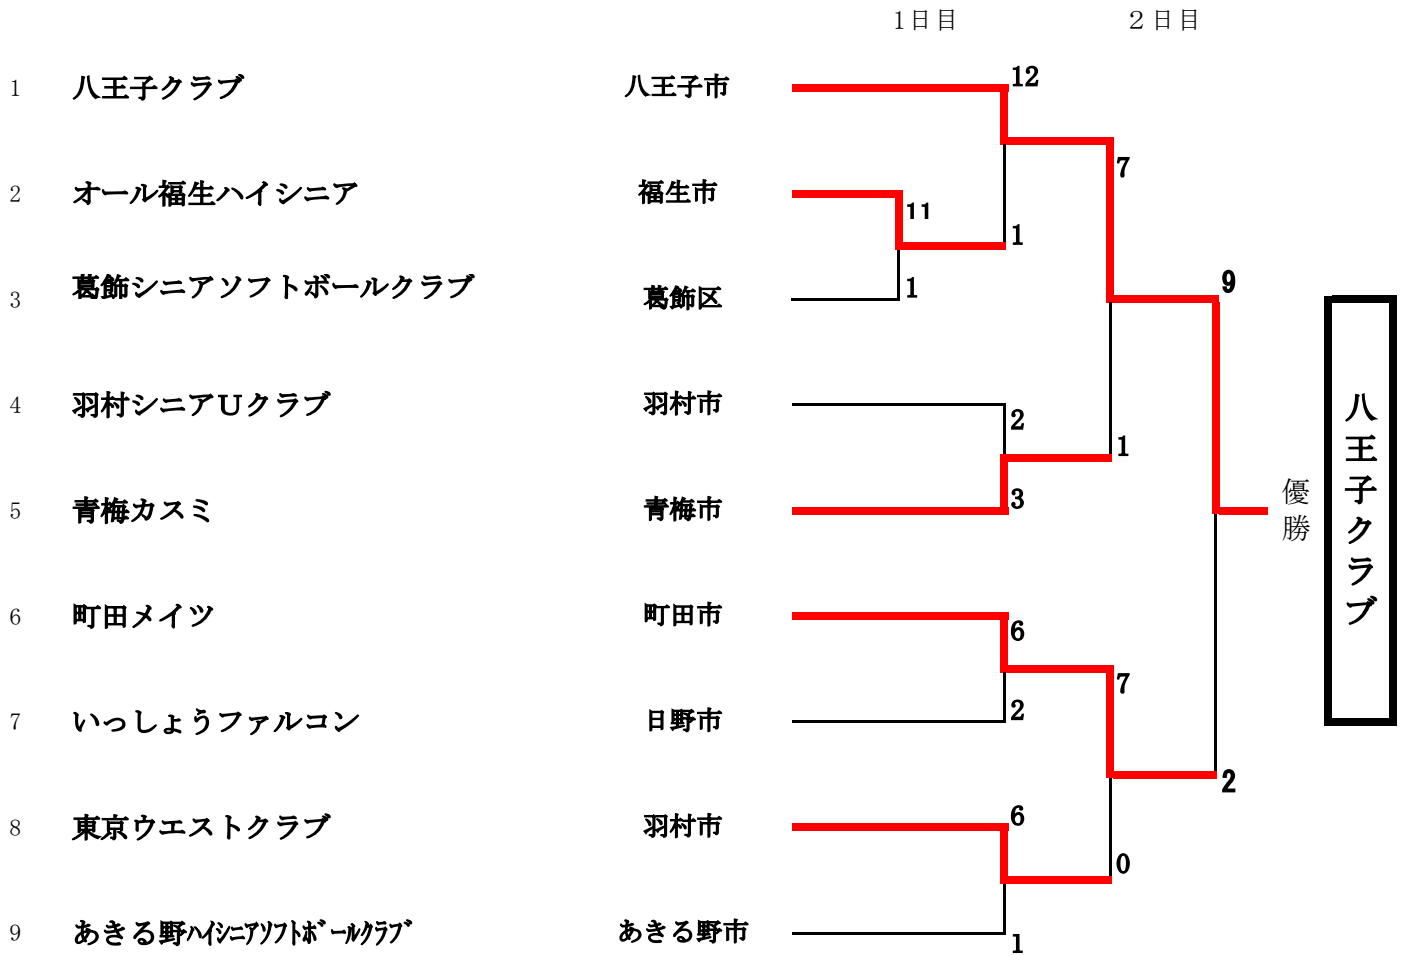 1日目 2日目
1 八王子クラブ 八王子市 12
7
2 オール福生ハイシニア 福生市 11
1
3 葛飾シニアソフトボールクラブ 葛飾区 1
9
4 羽村シニアUクラブ 羽村市 2
1
5 青梅カスミ 青梅市 3
優勝
八王子クラブ
6 町田メイツ 町田市 6
7
7 いっしょうファルコン 日野市 2
2
8 東京ウエストクラブ 羽村市 6
0
9 あきる野ﾊｲｼﾆｱｿﾌﾄﾎﾞｰﾙｸﾗﾌﾞ あきる野市 1